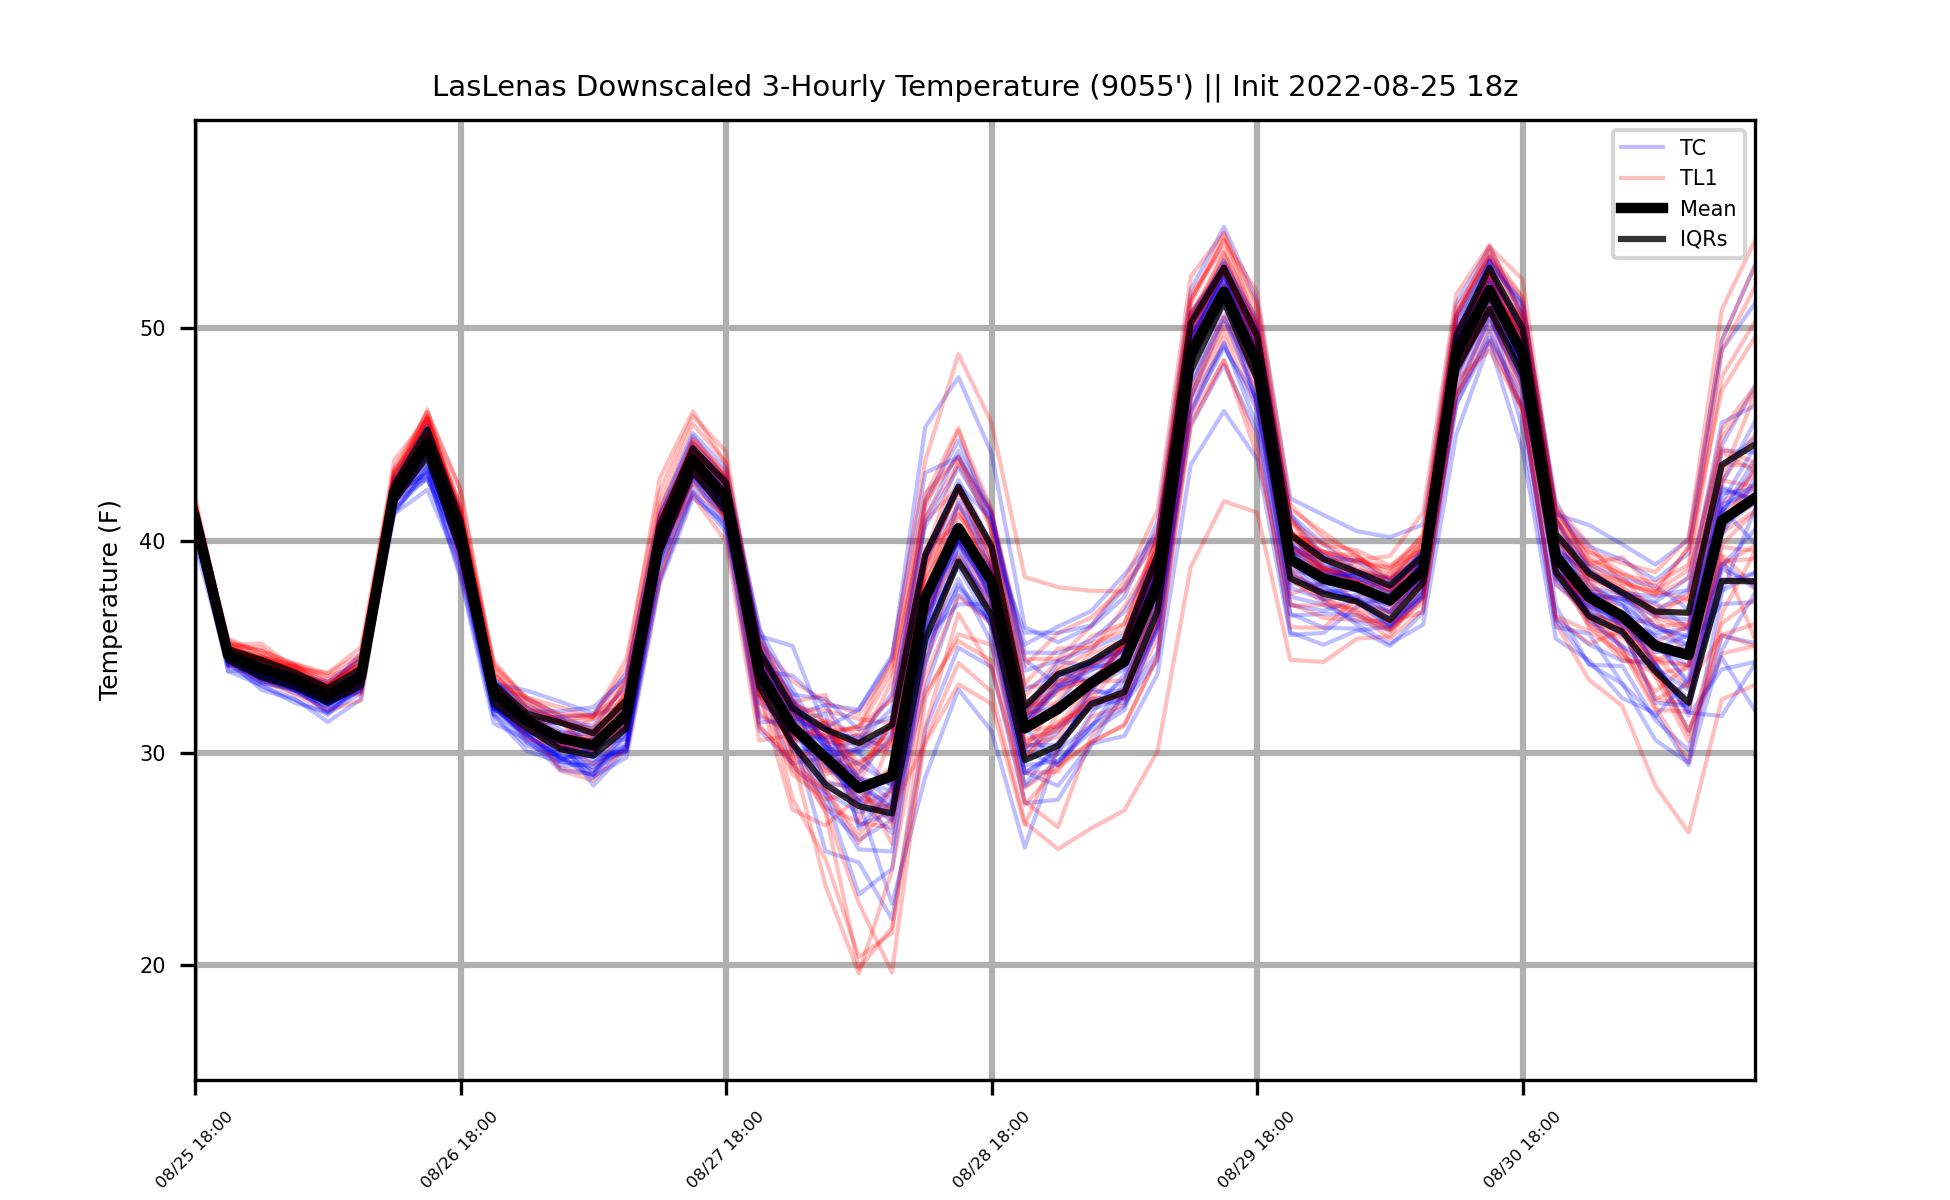 LasLenas Downscaled 3-Hourly Temperature (9055') || Init 2022-08-25 18z
TC
TL1
Mean
IQRs
Temperature (F)
50
40
30
20
08/25 18:00
08/26 18:00
08/27 18:00
08/28 18:00
08/29 18:00
08/30 18:00